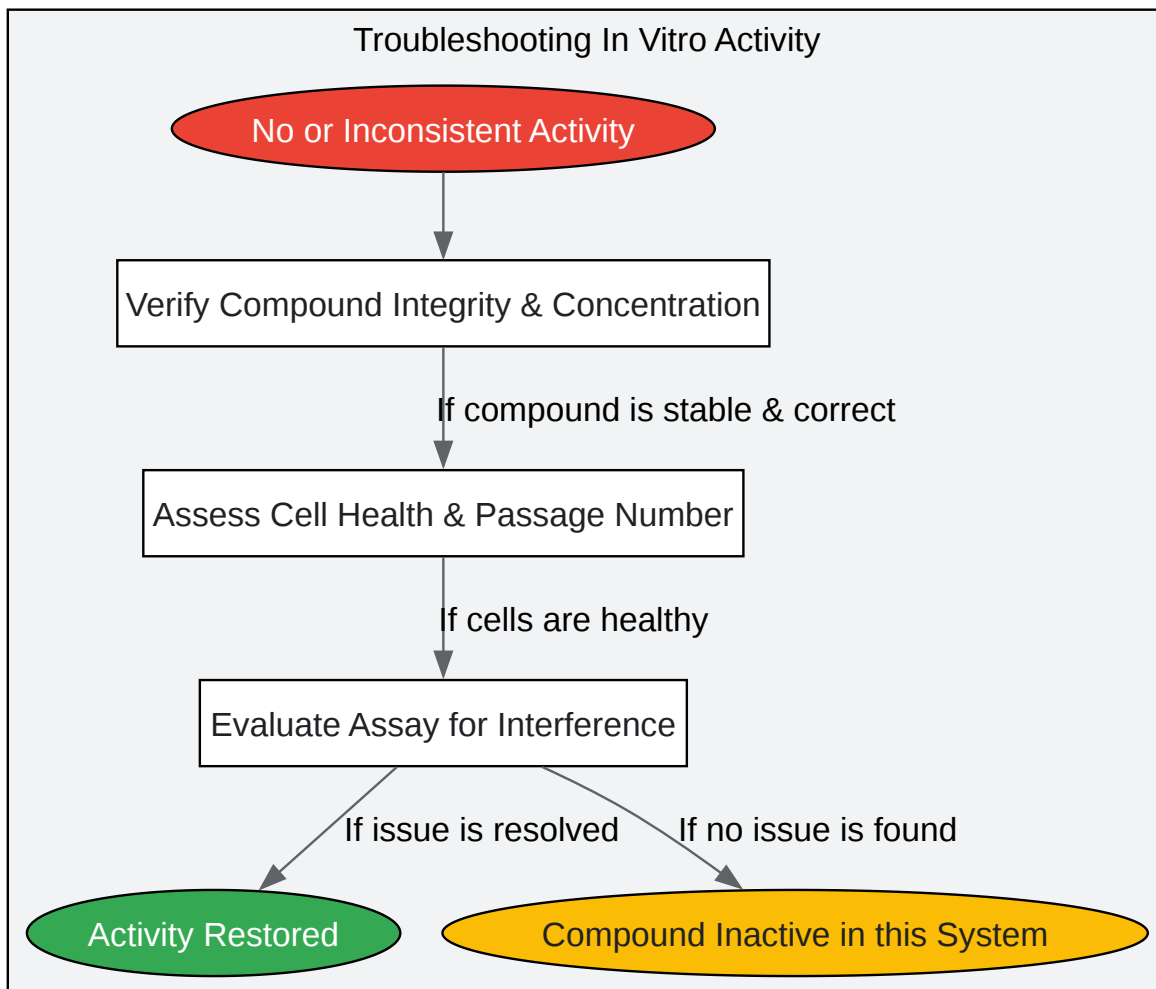 Troubleshooting In Vitro Activity
No or Inconsistent Activity
Verify Compound Integrity & Concentration
If compound is stable & correct
Assess Cell Health & Passage Number
If cells are healthy
Evaluate Assay for Interference
If issue is resolved
If no issue is found
Activity Restored
Compound Inactive in this System